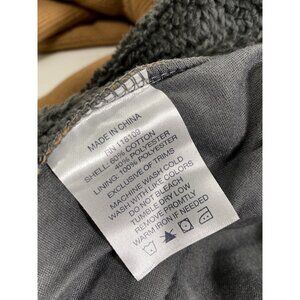 MADE IN CHINA
RN 118109
SHELL: 60% COTTON
40% POLYESTER
LINING: 100% POLYESTER
EXCLUSIVE OF TRIMS
MACHINE WASH COLD
WASH WITH LIKE COLORS
DO NOT BLEACH
TUMBLE DRY LOW
REMOVE PROMTLY
WARM IRON IF NEEDED